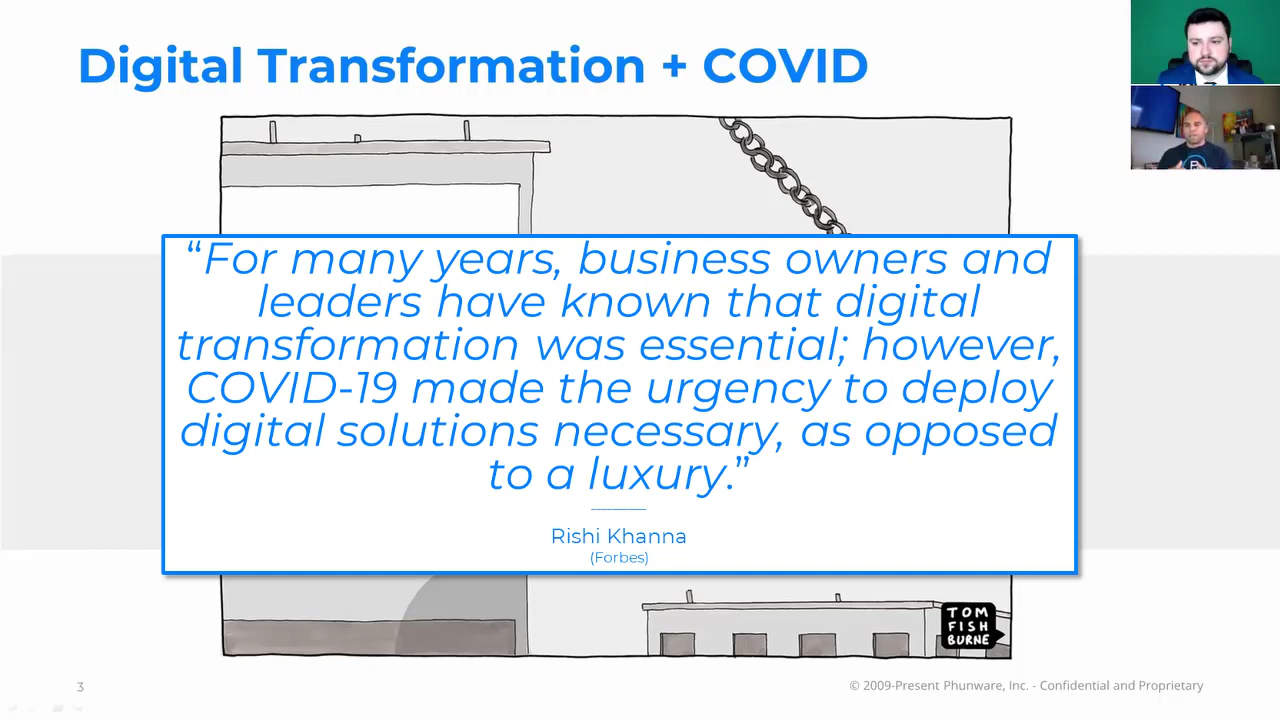 Digital Transformation + COVID
“For many years, business owners and
leaders have known that digital
transformation was essential; however,
COVID-19 made the urgency to deploy
digital solutions necessary, as opposed
to a luxury.”
Rishi Khanna
(Forbes)
TOM
FISH
BURNE
3
© 2009-Present Phunware, Inc. - Confidential and Proprietary